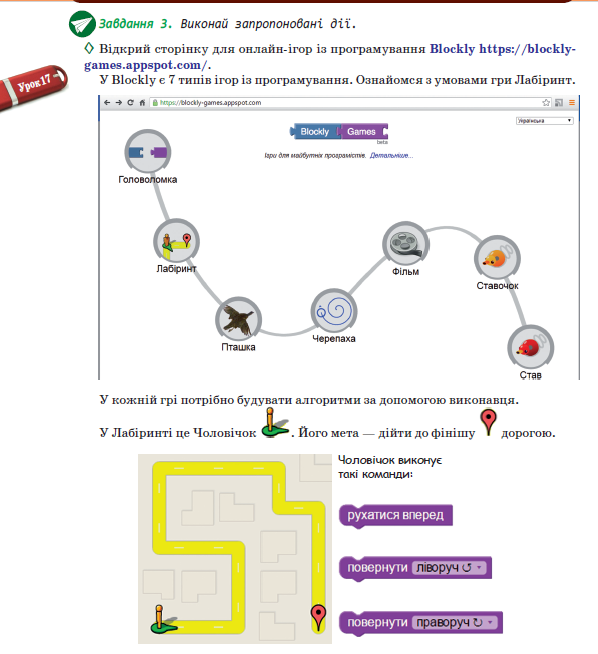 Завдання 3. Виконай запропоновані дії.
Урок 17
◊ Відкрий сторінку для онлайн-ігор із програмування Blockly https://blockly-
games.appspot.com/.
У Blockly є 7 типів ігор із програмування. Ознайомся з умовами гри Лабіринт.
https://blockly-games.appspot.com
Українська
Blockly Games
beta
Ігри для майбутніх програмістів. Детальніше...
Головоломка
Лабіринт
Пташка
Черепаха
Фільм
Ставочок
Став
У кожній грі потрібно будувати алгоритми за допомогою виконавця.
У Лабіринті це Чоловічок . Його мета — дійти до фінішу дорогою.
Чоловічок виконує
такі команди:
рухатися вперед
повернути ліворуч ↺
повернути праворуч ↻